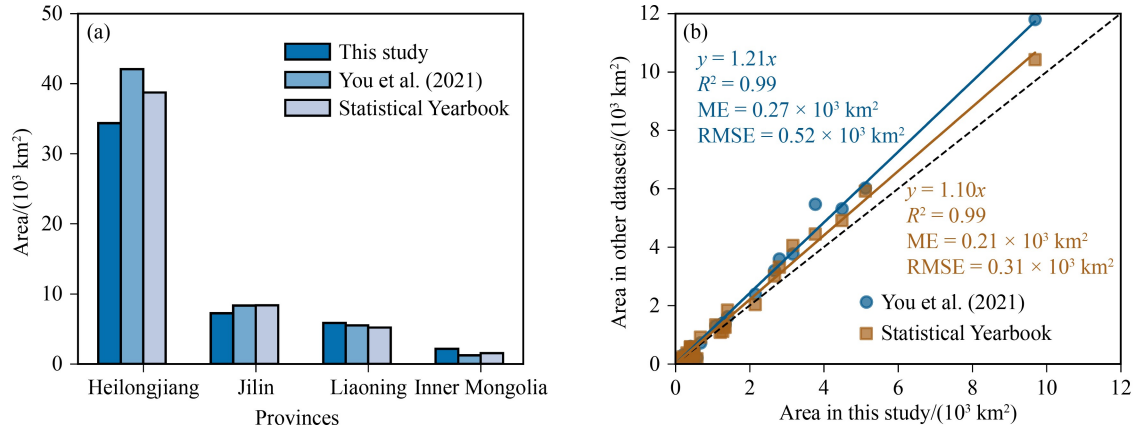 (a)
This study
You et al. (2021)
Statistical Yearbook
50
40
30
20
10
0
Area/(10³ km²)
Heilongjiang
Jilin
Liaoning
Inner Mongolia
Provinces
(b)
y = 1.21x
R² = 0.99
ME = 0.27 × 10³ km²
RMSE = 0.52 × 10³ km²
y = 1.10x
R² = 0.99
ME = 0.21 × 10³ km²
RMSE = 0.31 × 10³ km²
You et al. (2021)
Statistical Yearbook
12
10
8
6
4
2
0
Area in other datasets/(10³ km²)
0
2
4
6
8
10
12
Area in this study/(10³ km²)